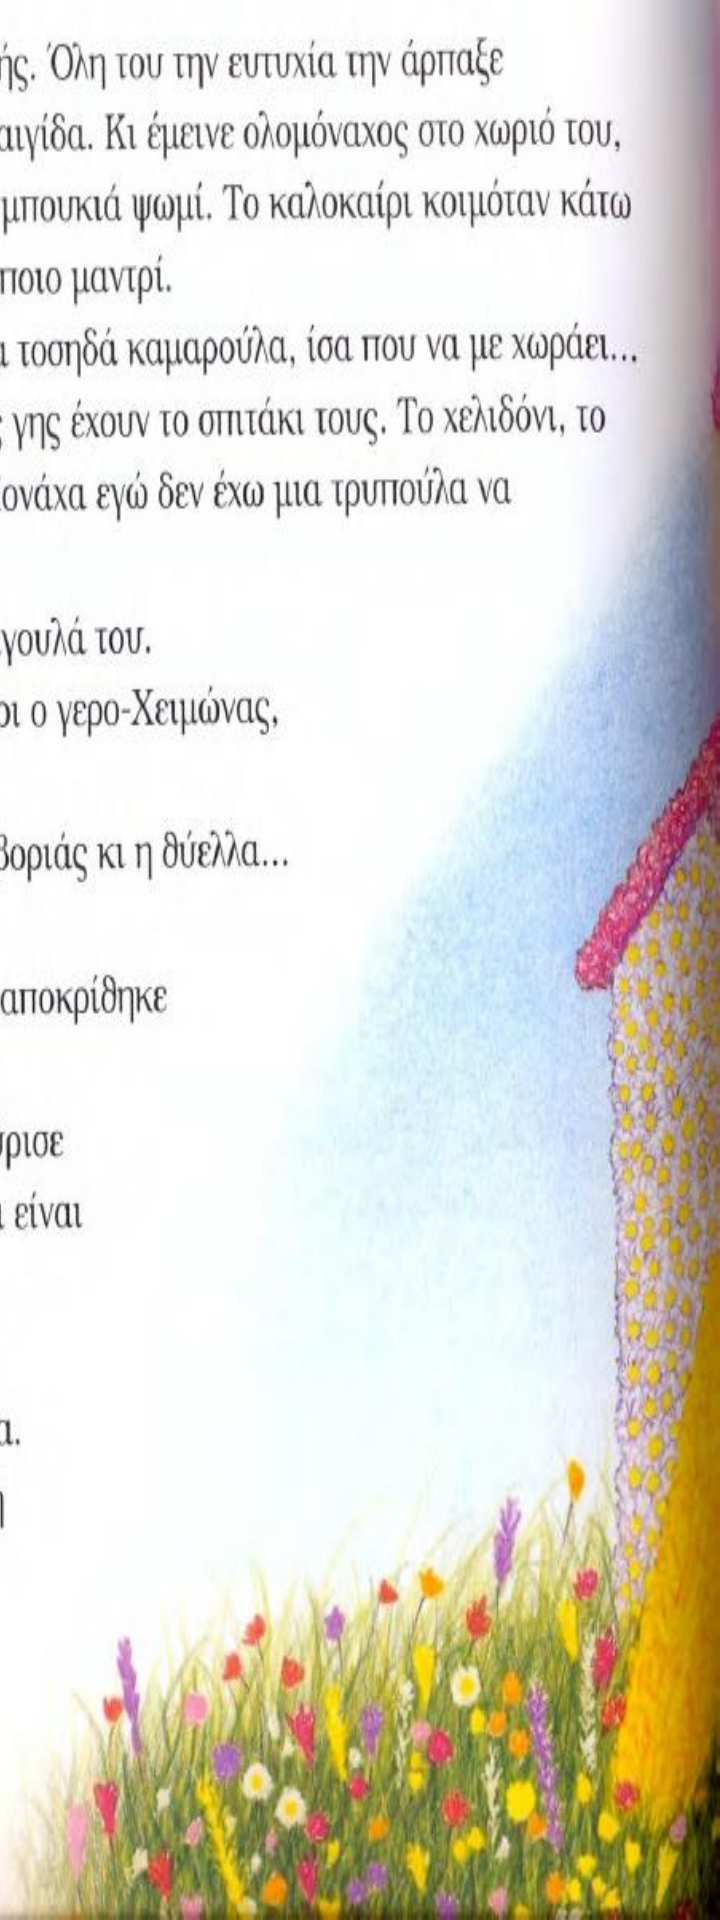 ής. Όλη του την ευτυχία την άρπαξε
αιγίδα. Κι έμεινε ολομόναχος στο χωριό του,
μπουκιά ψωμί. Το καλοκαίρι κοιμόταν κάτω
ποιο μαντρί.
ι τοσηδά καμαρούλα, ίσα που να με χωράει...
ς γης έχουν το σπιτάκι τους. Το χελιδόνι, το
ονάχα εγώ δεν έχω μια τρυπούλα να
γουλά του.
οι ο γερο-Χειμώνας,
βοριάς κι η θύελλα...
αποκρίθηκε
ύρισε
ι είναι
α.
η